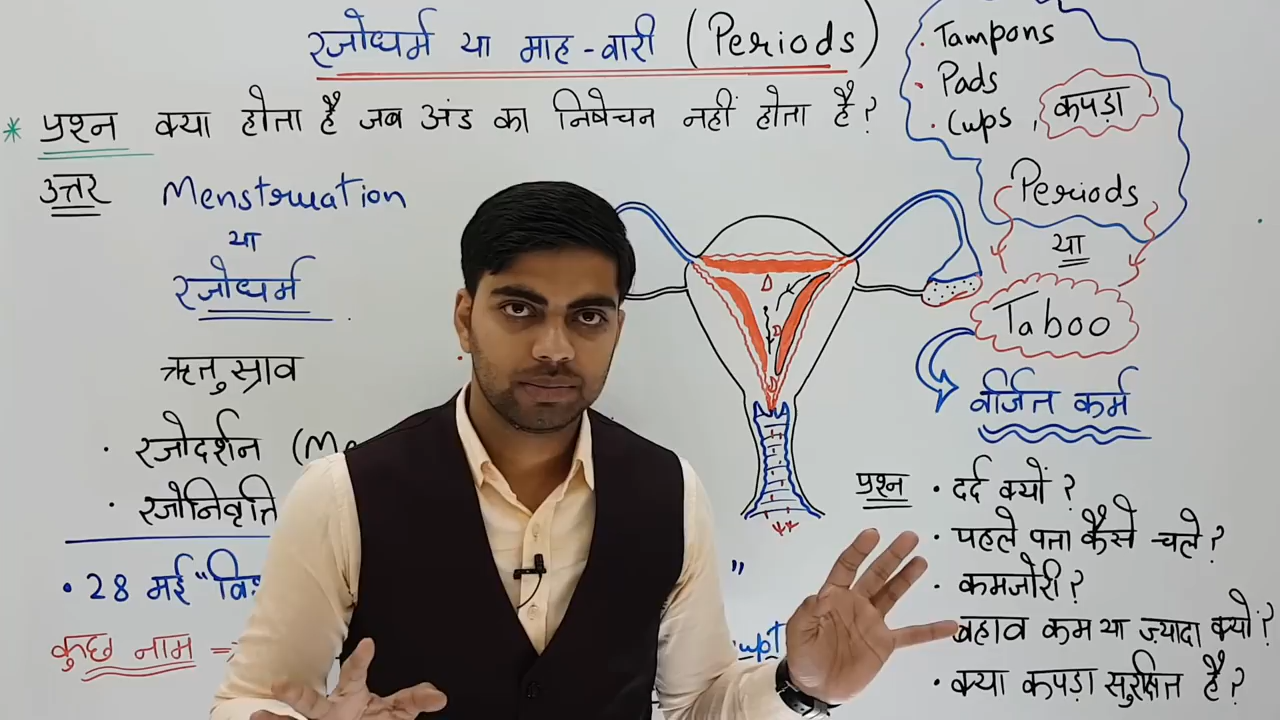 रजोधर्म या माह-वारी (Periods)
* प्रश्न क्या होता है जब अंड का निषेचन नहीं होता है?
उत्तर Menstruation
या
रजोधर्म
ऋतुस्राव
• रजोदर्शन (Me
• रजोनिवृत्ति
• 28 मई "वि
"
कुछ नाम =
• Tampons
• Pads
• Cups, कपड़ा
Periods
या
Taboo
वर्जित कर्म
प्रश्न • दर्द क्यों?
• पहले पता कैसे चले?
• कमजोरी?
बहाव कम या ज़्यादा क्यों?
• क्या कपड़ा सुरक्षित है?